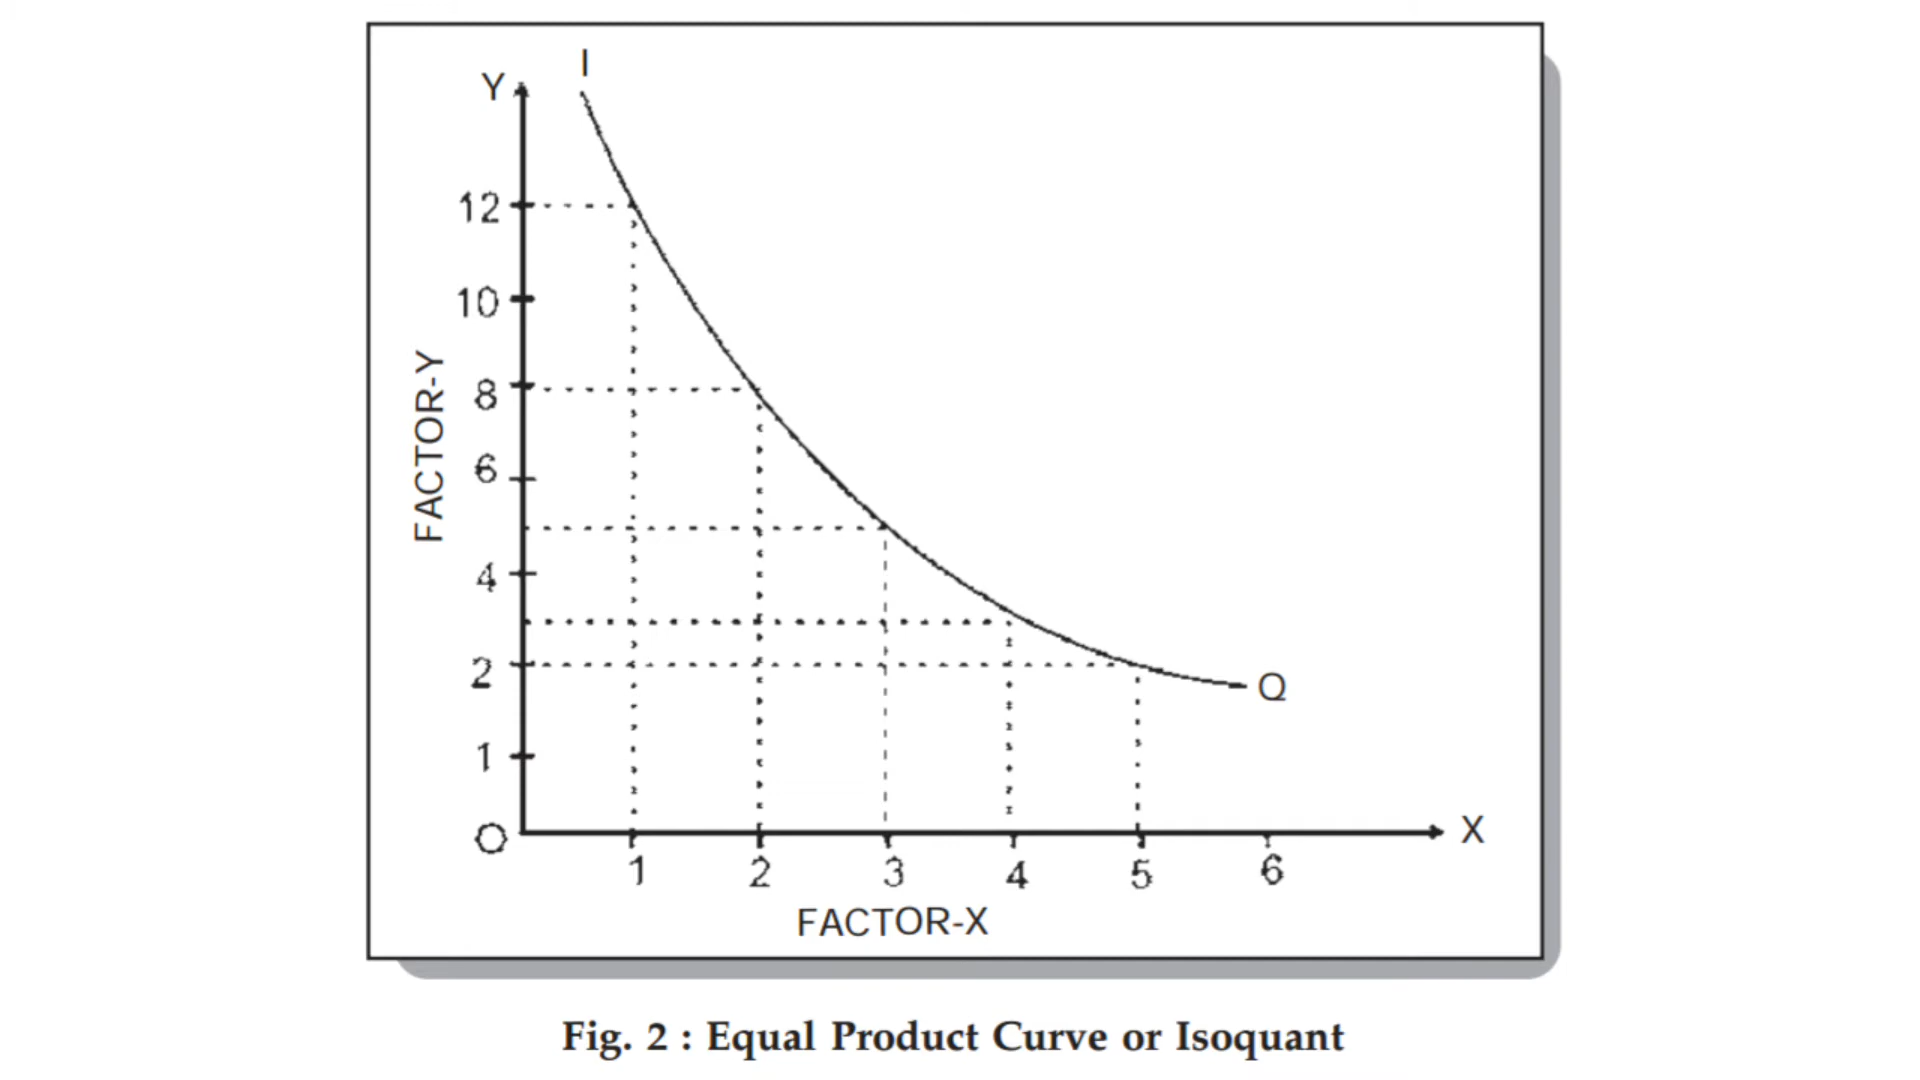 I
Y
12
10
8
6
4
2
1
O
FACTOR-Y
Q
X
1 2 3 4 5 6
FACTOR-X
Fig. 2 : Equal Product Curve or Isoquant